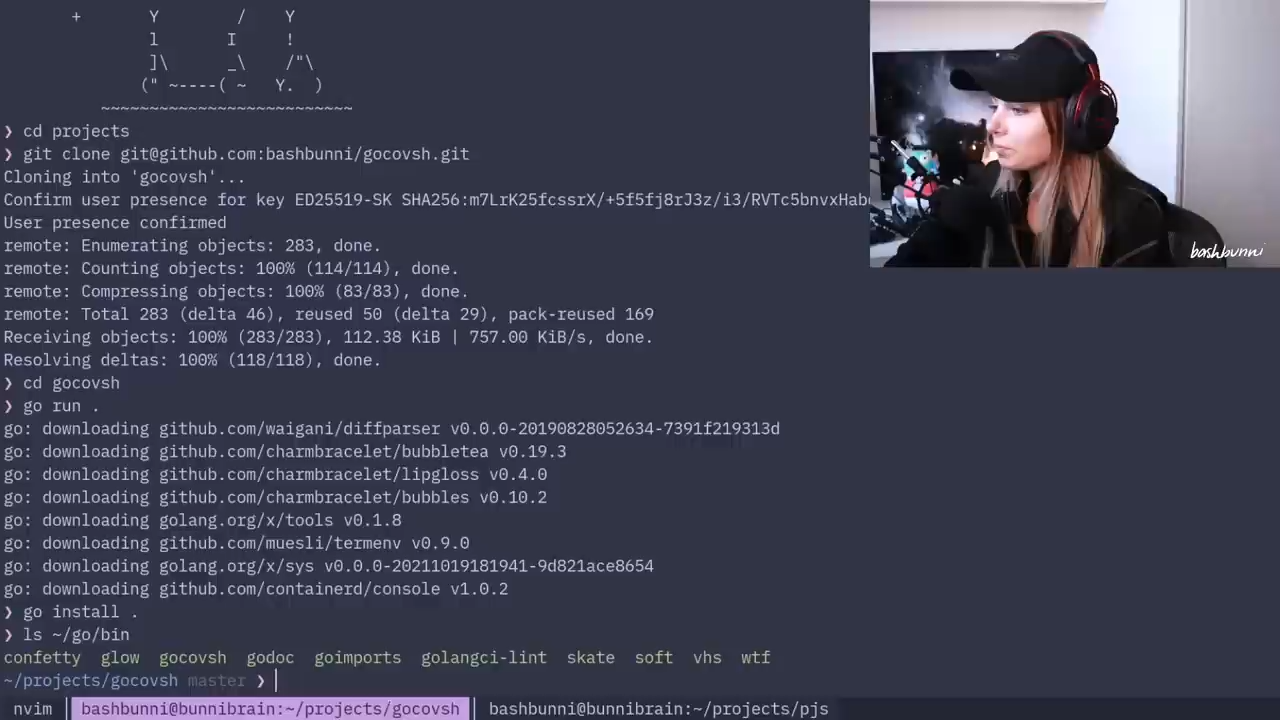 + Y / Y
l I !
]\ _\ /"\
(" ~----( ~ Y. )
~~~~~~~~~~~~~~~~~~~~~~~~~~
❯ cd projects
❯ git clone git@github.com:bashbunni/gocovsh.git
Cloning into 'gocovsh'...
Confirm user presence for key ED25519-SK SHA256:m7LrK25fcssrX/+5f5fj8rJ3z/i3/RVTc5bnvxHab
User presence confirmed
remote: Enumerating objects: 283, done.
remote: Counting objects: 100% (114/114), done.
remote: Compressing objects: 100% (83/83), done.
remote: Total 283 (delta 46), reused 50 (delta 29), pack-reused 169
Receiving objects: 100% (283/283), 112.38 KiB | 757.00 KiB/s, done.
Resolving deltas: 100% (118/118), done.
❯ cd gocovsh
❯ go run .
go: downloading github.com/waigani/diffparser v0.0.0-20190828052634-7391f219313d
go: downloading github.com/charmbracelet/bubbletea v0.19.3
go: downloading github.com/charmbracelet/lipgloss v0.4.0
go: downloading github.com/charmbracelet/bubbles v0.10.2
go: downloading golang.org/x/tools v0.1.8
go: downloading github.com/muesli/termenv v0.9.0
go: downloading golang.org/x/sys v0.0.0-20211019181941-9d821ace8654
go: downloading github.com/containerd/console v1.0.2
❯ go install .
❯ ls ~/go/bin
confetty glow gocovsh godoc goimports golangci-lint skate soft vhs wtf
~/projects/gocovsh master ❯
nvim bashbunni@bunnibrain:~/projects/gocovsh bashbunni@bunnibrain:~/projects/pjs
bashbunni